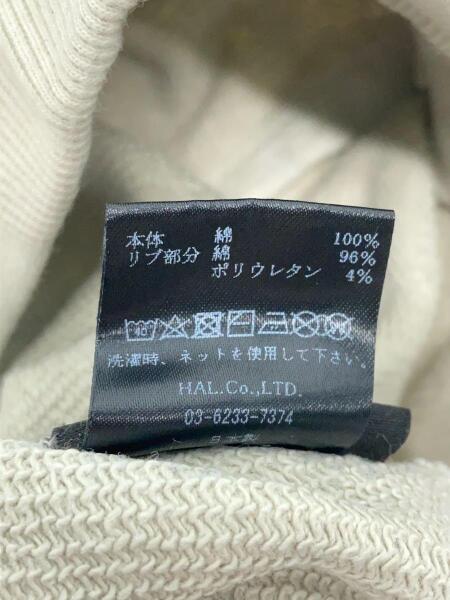 本体 綿 100%
リブ部分 綿 96%
ポリウレタン 4%
洗濯時、ネットを使用して下さい。
HAL.Co.,LTD.
03-6233-7374
日本製